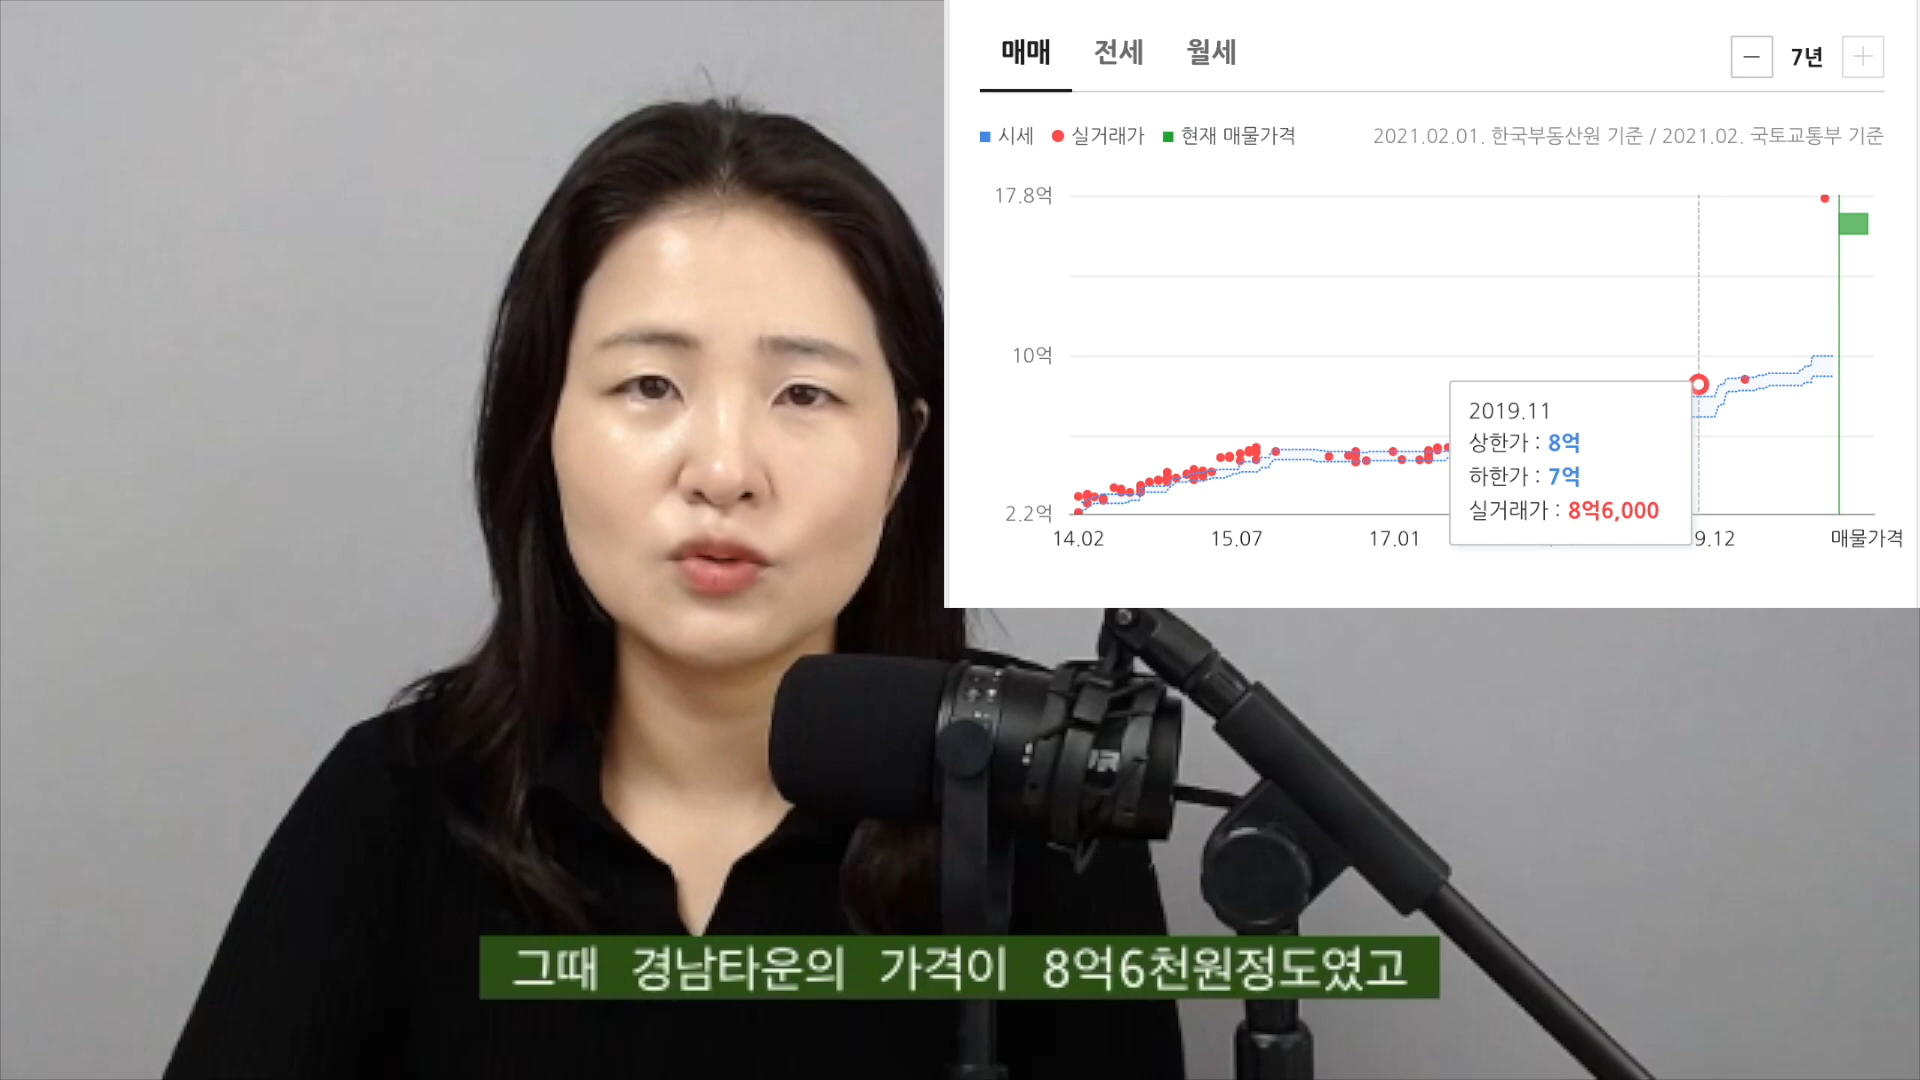 매매 전세 월세
7년
시세 실거래가 현재 매물가격 2021.02.01. 한국부동산원 기준 / 2021.02. 국토교통부 기준
17.8억
10억
2019.11
상한가 : 8억
하한가 : 7억
실거래가 : 8억6,000
2.2억
14.02 15.07 17.01 9.12 매물가격
그때 경남타운의 가격이 8억6천원정도였고